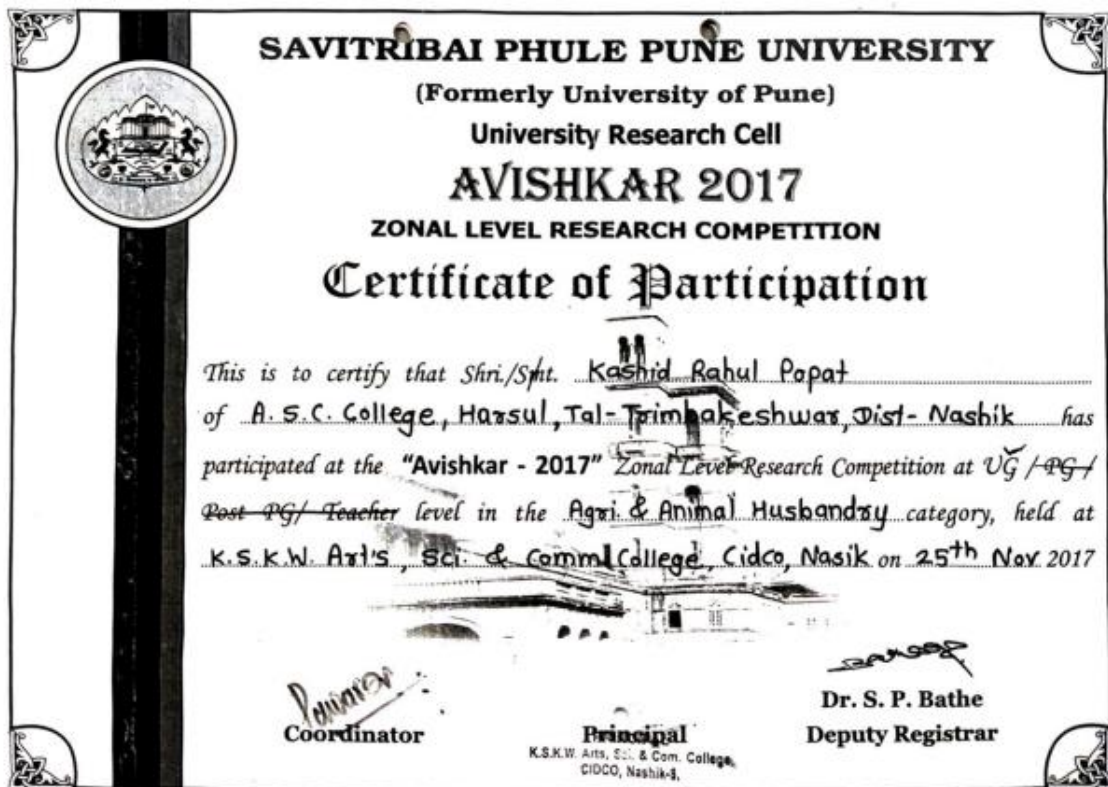 SAVITRIBAI PHULE PUNE UNIVERSITY
(Formerly University of Pune)
University Research Cell
AVISHKAR 2017
ZONAL LEVEL RESEARCH COMPETITION
Certificate of Participation
This is to certify that Shri./Smt. Kashid Rahul Popat
of A.S.C. College, Harsul, Tal-Trimbakeshwar, Dist- Nashik has
participated at the "Avishkar - 2017" Zonal Level Research Competition at UG / PG /
Post PG/ Teacher level in the Agri. & Animal Husbandry category, held at
K.S.K.W. Art's, Sci. & Comm. College, Cidco, Nasik on 25th Nov 2017
Dr. S. P. Bathe
Coordinator Principal Deputy Registrar
K.S.K.W. Arts, Sci. & Com. College,
CIDCO, Nashik-8.